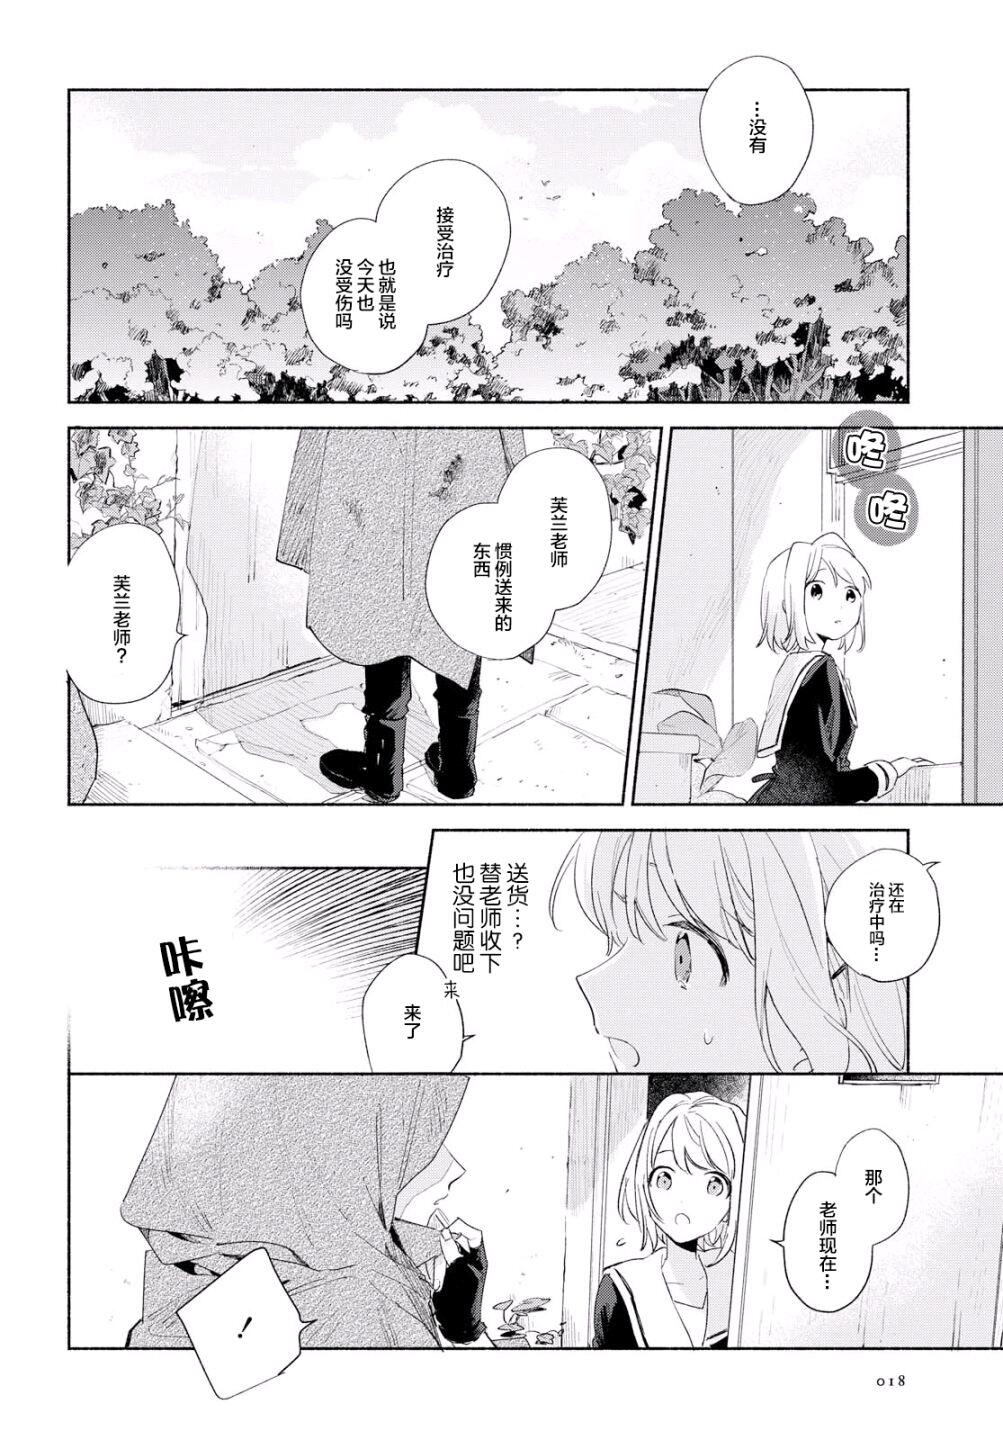 …没有
接受治疗
也就是说
今天也
没受伤吗
咚
咚
芙兰老师
惯例送来的
东西
芙兰老师？
还在
治疗中吗…
送货…？
替老师收下
也没问题吧
来
来了
咔嚓
那个
老师现在…
！
018